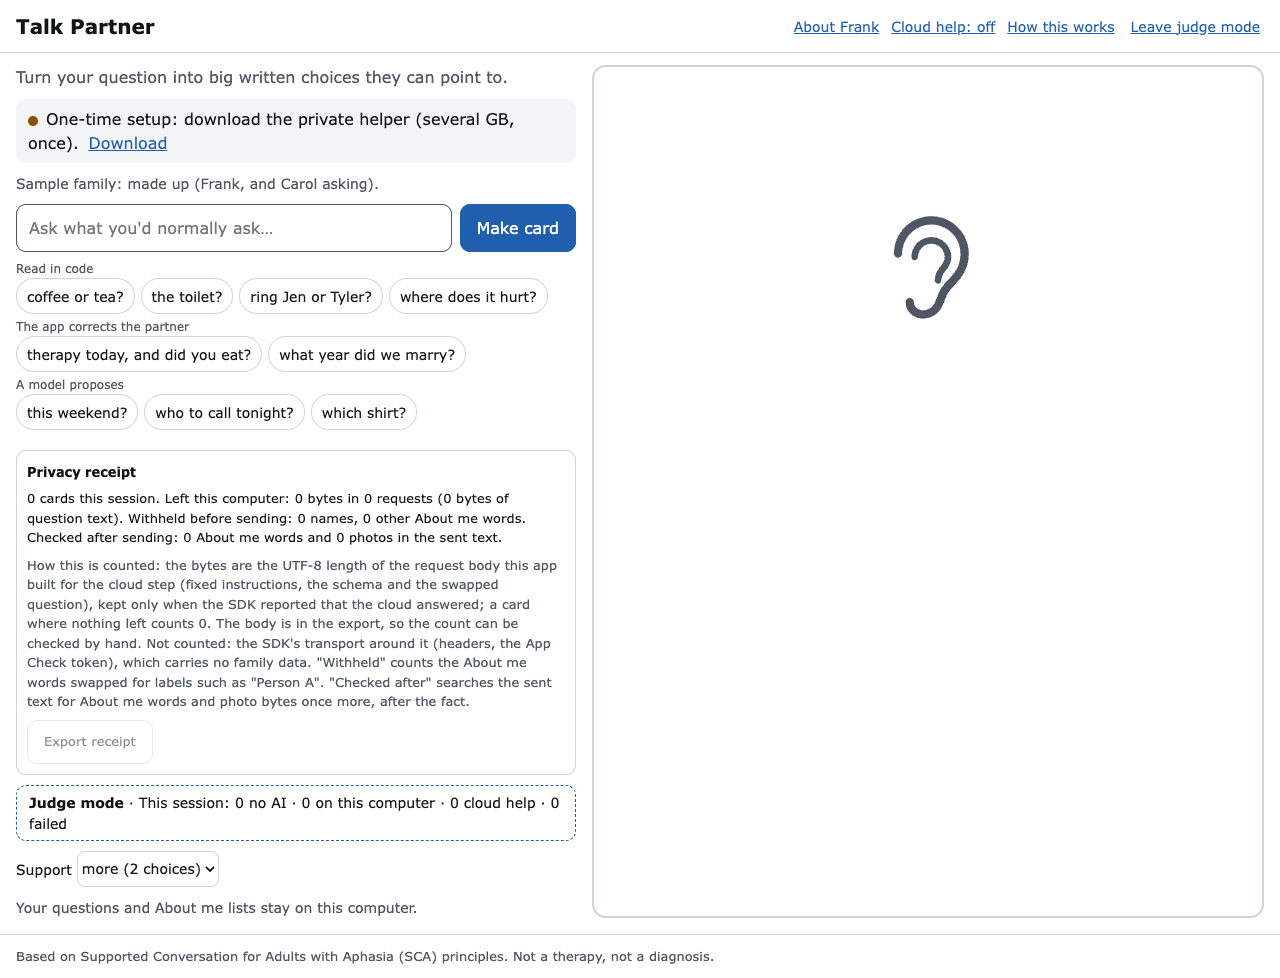 Talk Partner
About Frank Cloud help: off How this works Leave judge mode
Turn your question into big written choices they can point to.
One-time setup: download the private helper (several GB,
once). Download
Sample family: made up (Frank, and Carol asking).
Ask what you'd normally ask...
Make card
Read in code
coffee or tea? the toilet? ring Jen or Tyler? where does it hurt?
The app corrects the partner
therapy today, and did you eat? what year did we marry?
A model proposes
this weekend? who to call tonight? which shirt?
Privacy receipt
0 cards this session. Left this computer: 0 bytes in 0 requests (0 bytes of
question text). Withheld before sending: 0 names, 0 other About me words.
Checked after sending: 0 About me words and 0 photos in the sent text.
How this is counted: the bytes are the UTF-8 length of the request body this app
built for the cloud step (fixed instructions, the schema and the swapped
question), kept only when the SDK reported that the cloud answered; a card
where nothing left counts 0. The body is in the export, so the count can be
checked by hand. Not counted: the SDK's transport around it (headers, the App
Check token), which carries no family data. "Withheld" counts the About me
words swapped for labels such as "Person A". "Checked after" searches the sent
text for About me words and photo bytes once more, after the fact.
Export receipt
Judge mode · This session: 0 no AI · 0 on this computer · 0 cloud help · 0
failed
Support more (2 choices)
Your questions and About me lists stay on this computer.
Based on Supported Conversation for Adults with Aphasia (SCA) principles. Not a therapy, not a diagnosis.